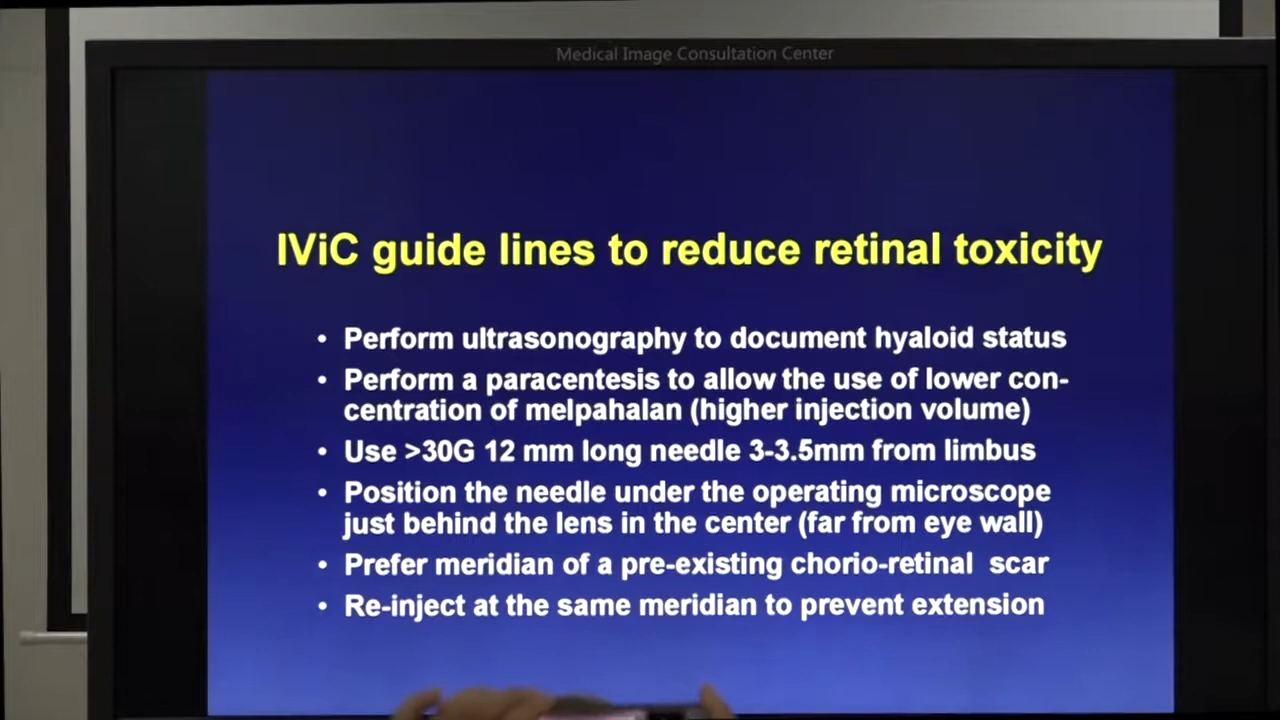 Medical Image Consultation Center
IViC guide lines to reduce retinal toxicity
• Perform ultrasonography to document hyaloid status
• Perform a paracentesis to allow the use of lower con-
centration of melpahalan (higher injection volume)
• Use >30G 12 mm long needle 3-3.5mm from limbus
• Position the needle under the operating microscope
just behind the lens in the center (far from eye wall)
• Prefer meridian of a pre-existing chorio-retinal scar
• Re-inject at the same meridian to prevent extension